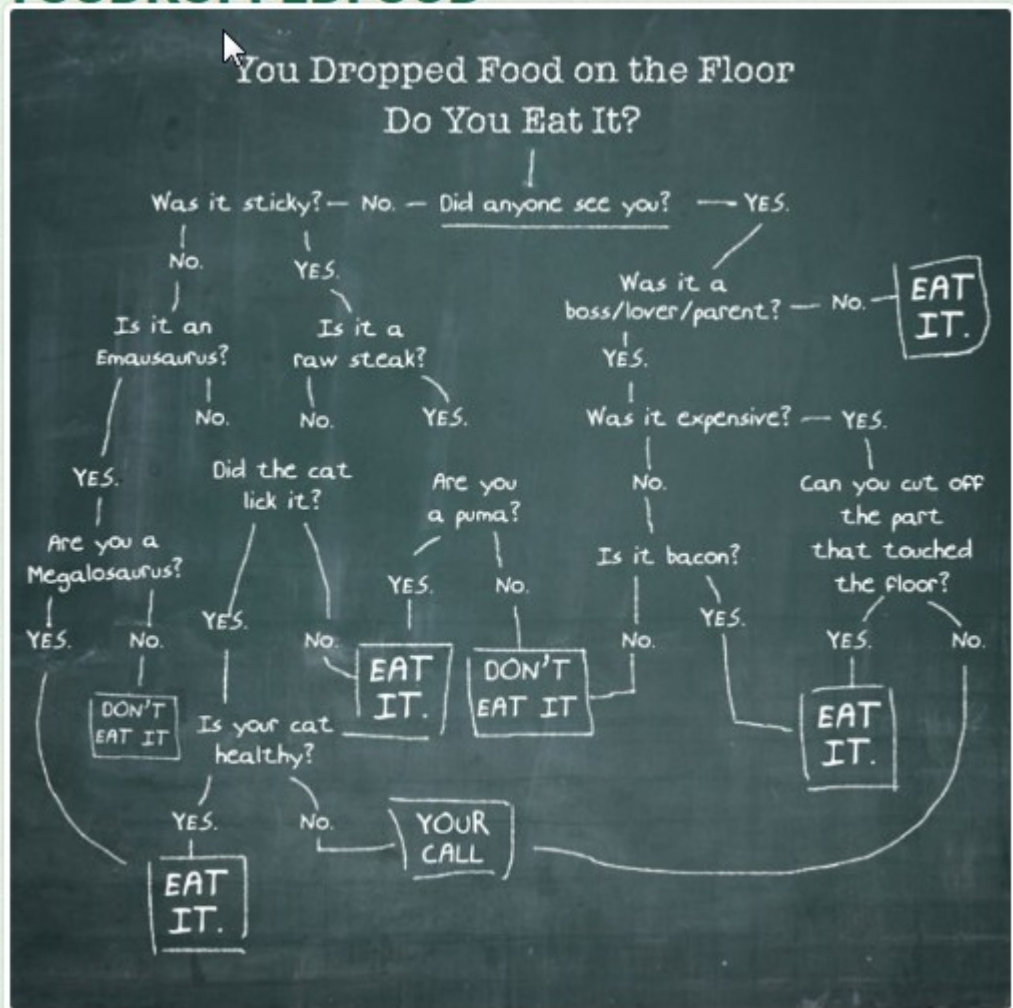 You Dropped Food on the Floor
Do You Eat It?
Was it sticky? No. Did anyone see you? YES.
No.
YES.
Was it a
boss/lover/parent? No.
EAT
IT.
Is it an
Emausaurus?
Is it a
raw steak?
YES.
No.
No.
YES.
Was it expensive? YES.
YES.
Did the cat
lick it?
Are you
a puma?
No.
Can you cut off
the part
that touched
the floor?
Are you a
Megalosaurus?
Is it bacon?
YES.
No.
YES.
No.
YES.
No.
No.
YES.
YES.
No.
DON'T
EAT IT
EAT
IT.
DON'T
EAT IT
EAT
IT.
Is your cat
healthy?
YES.
No.
YOUR
CALL
EAT
IT.